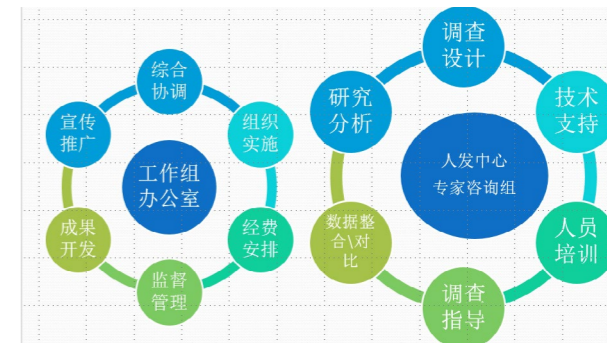 综合
协调
组织
实施
经费
安排
监督
管理
成果
开发
宣传
推广
工作组
办公室
调查
设计
技术
支持
人员
培训
调查
指导
数据整
合\对
比
研究
分析
人发中心
专家咨询组